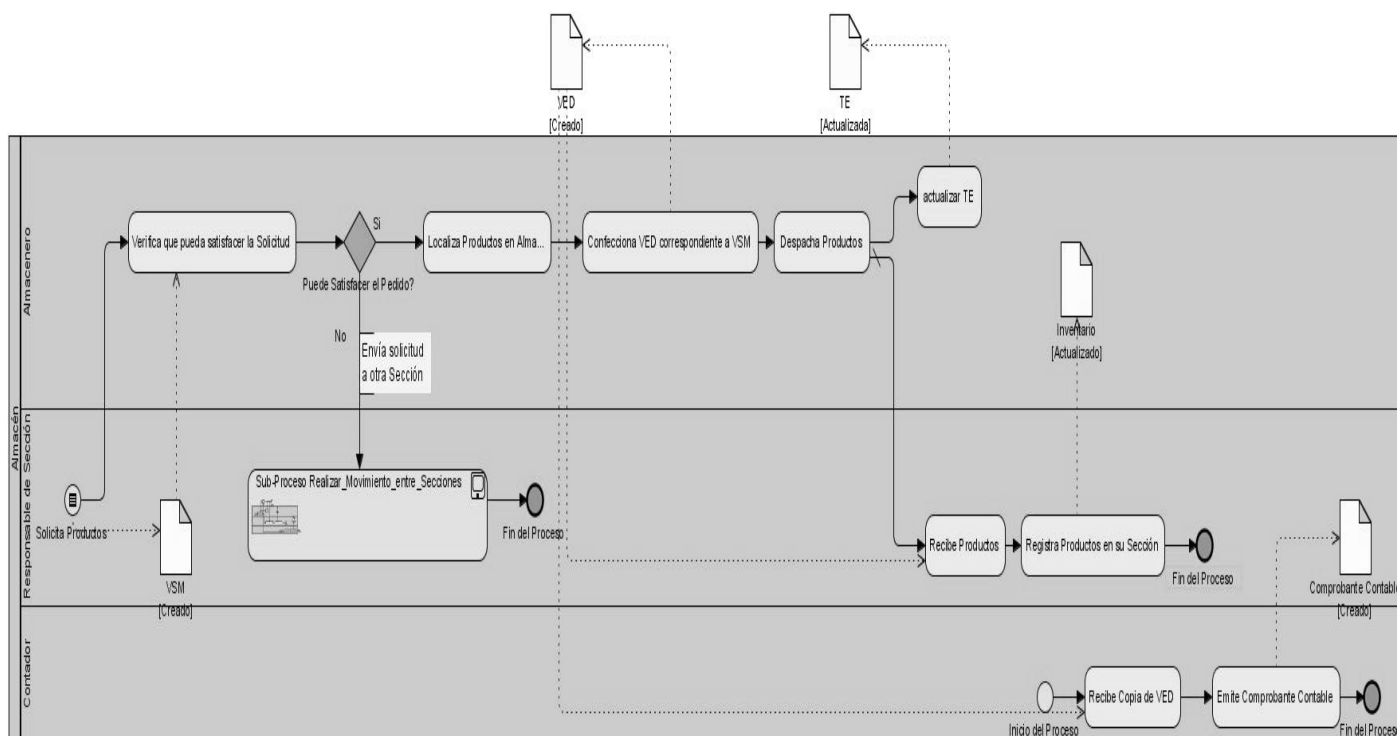 VED
[Creado]
TE
[Actualizada]
Almacén
Almacenero
Verifica que pueda satisfacer la Solicitud
Si
Puede Satisfacer el Pedido?
No
Envía solicitud
a otra Sección
Localiza Productos en Alma...
Confecciona VED correspondiente a VSM
Despacha Productos
actualizar TE
Inventario
[Actualizado]
Responsable de Sección
Solicita Productos
VSM
[Creado]
Sub-Proceso Realizar_Movimiento_entre_Secciones
Fin del Proceso
Recibe Productos
Registra Productos en su Sección
Fin del Proceso
Comprobante Contable
[Creado]
Contador
Inicio del Proceso
Recibe Copia de VED
Emite Comprobante Contable
Fin del Proceso